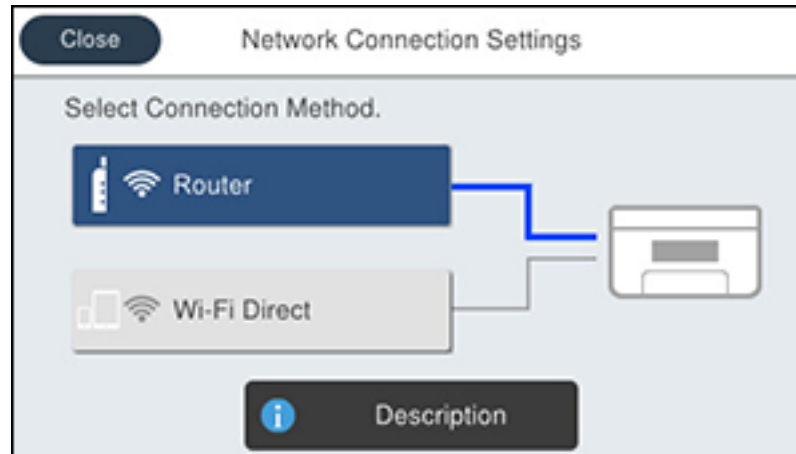 Close
Network Connection Settings
Select Connection Method.
Router
Wi-Fi Direct
Description